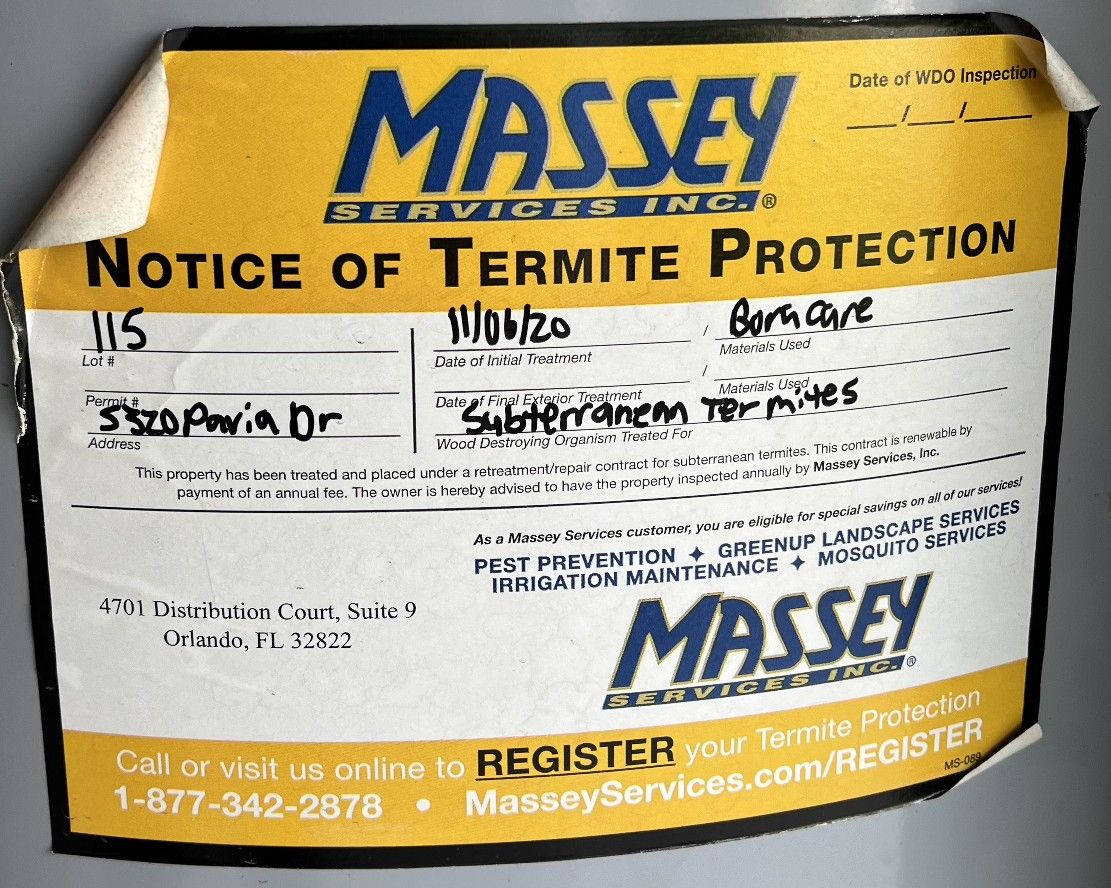 MASSEY
SERVICES INC.®
Date of WDO Inspection
___/___/___
NOTICE OF TERMITE PROTECTION
115
Lot #
11/06/20 / Boracare
Date of Initial Treatment Materials Used
/
Permit # Date of Final Exterior Treatment Materials Used
5320 Pavia Dr
Address
Subterranean Termites
Wood Destroying Organism Treated For
This property has been treated and placed under a retreatment/repair contract for subterranean termites. This contract is renewable by
payment of an annual fee. The owner is hereby advised to have the property inspected annually by Massey Services, Inc.
As a Massey Services customer, you are eligible for special savings on all of our services!
PEST PREVENTION ✦ GREENUP LANDSCAPE SERVICES
IRRIGATION MAINTENANCE ✦ MOSQUITO SERVICES
4701 Distribution Court, Suite 9
Orlando, FL 32822
MASSEY
SERVICES INC.®
Call or visit us online to REGISTER your Termite Protection
1-877-342-2878 • MasseyServices.com/REGISTER
MS-089